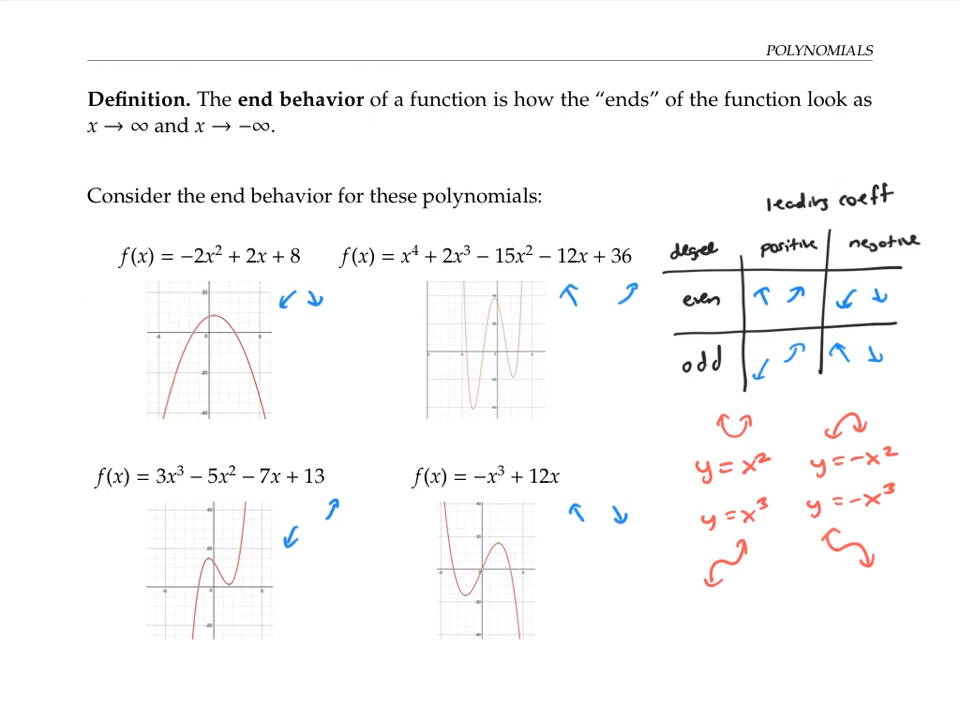 POLYNOMIALS
Definition. The end behavior of a function is how the “ends” of the function look as
x → ∞ and x → −∞.
Consider the end behavior for these polynomials:
leading coeff
degree positive negative
even ↖ ↗ ↙ ↘
odd ↙ ↗ ↖ ↘
f(x) = −2x² + 2x + 8 f(x) = x⁴ + 2x³ − 15x² − 12x + 36
↙ ↘ ↖ ↗
y = x² y = −x²
y = x³ y = −x³
f(x) = 3x³ − 5x² − 7x + 13 f(x) = −x³ + 12x
↙ ↗ ↖ ↘